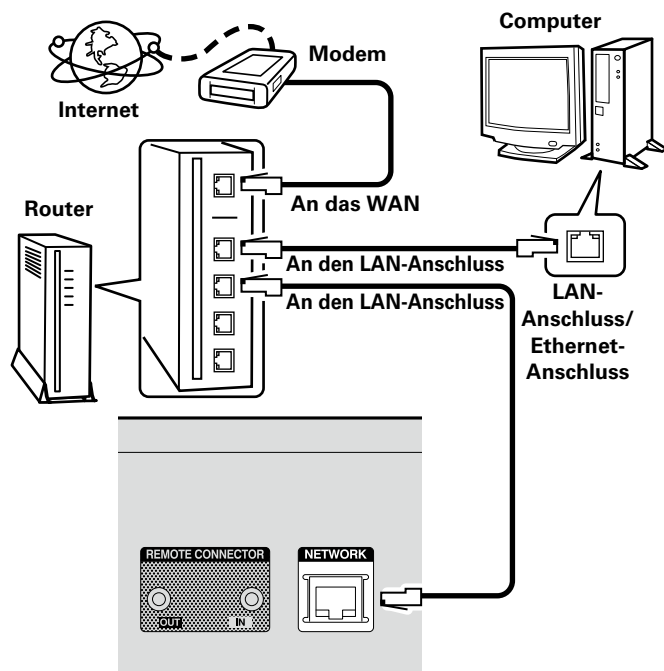 Computer
Modem
Internet
Router
An das WAN
An den LAN-Anschluss
An den LAN-Anschluss
LAN-
Anschluss/
Ethernet-
Anschluss
REMOTE CONNECTOR
NETWORK
OUT
IN